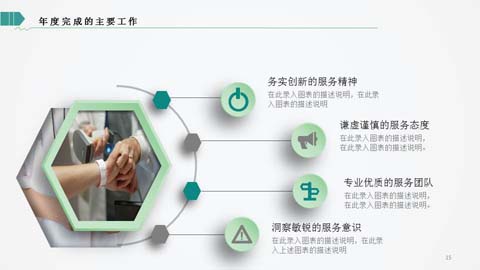 年度完成的主要工作
务实创新的服务精神
在此录入图表的描述说明，在此录
入图表的描述说明
谦虚谨慎的服务态度
在此录入图表的描述说明，
在此录入图表的描述说明。
专业优质的服务团队
在此录入图表的描述说明，
在此录入图表的描述说明。
洞察敏锐的服务意识
在此录入图表的描述说明，在此录
入上述图表的描述说明
15